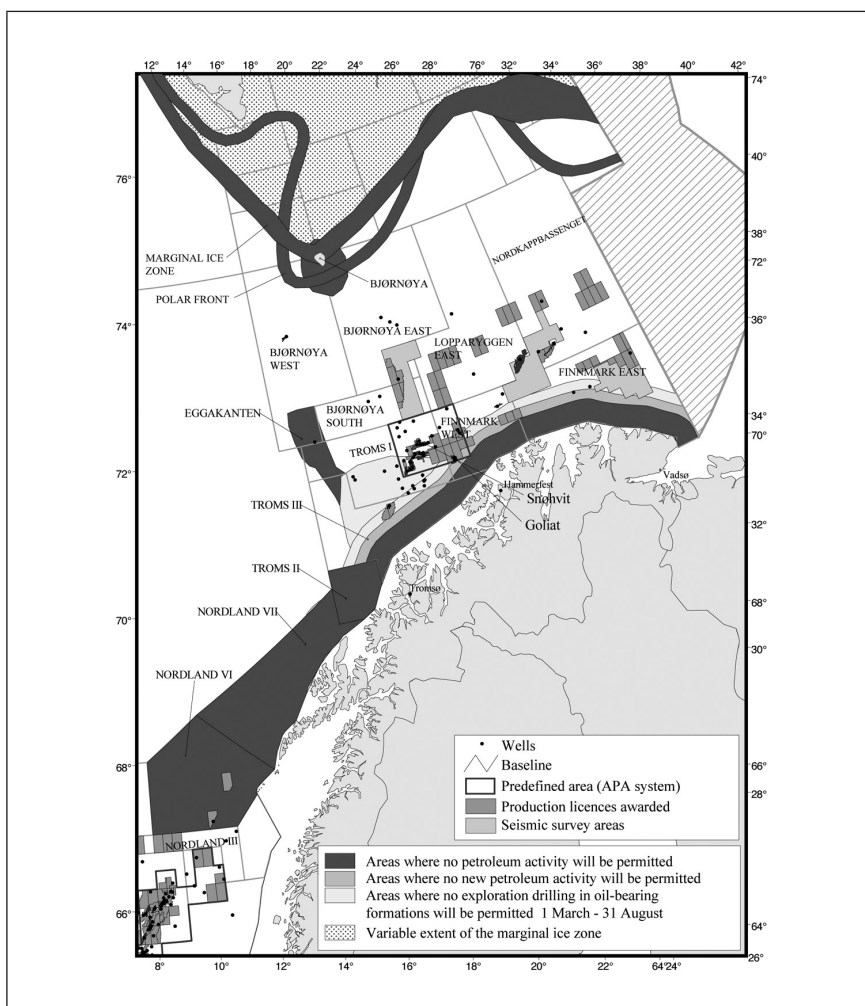 12° 16° 20° 22° 26° 28° 76° 32° 36° 40° 42°
74°
40°
76°
38°
72°
NORDKAPPBASSENGET
MARGINAL ICE
ZONE
BJØRNØYA
POLAR FRONT
36°
74°
BJØRNØYA EAST
LOPPARYGGEN
EAST
BJØRNØYA
WEST
FINNMARK EAST
EGGAKANTEN
BJØRNØYA
SOUTH
34°
70°
FINNMARK
WEST
TROMS I
72°
Vadsø
Hammerfest
Snøhvit
TROMS III
Goliat
32°
TROMS II
Tromsø
68°
70°
NORDLAND VII
30°
NORDLAND VI
Wells
Baseline
66°
68°
28°
Predefined area (APA system)
Production licences awarded
Seismic survey areas
NORDLAND III
Areas where no petroleum activity will be permitted
Areas where no new petroleum activity will be permitted
Areas where no exploration drilling in oil-bearing
formations will be permitted 1 March - 31 August
Variable extent of the marginal ice zone
66°
64°
26°
8° 10° 12° 14° 16° 18° 20° 22° 64°24°